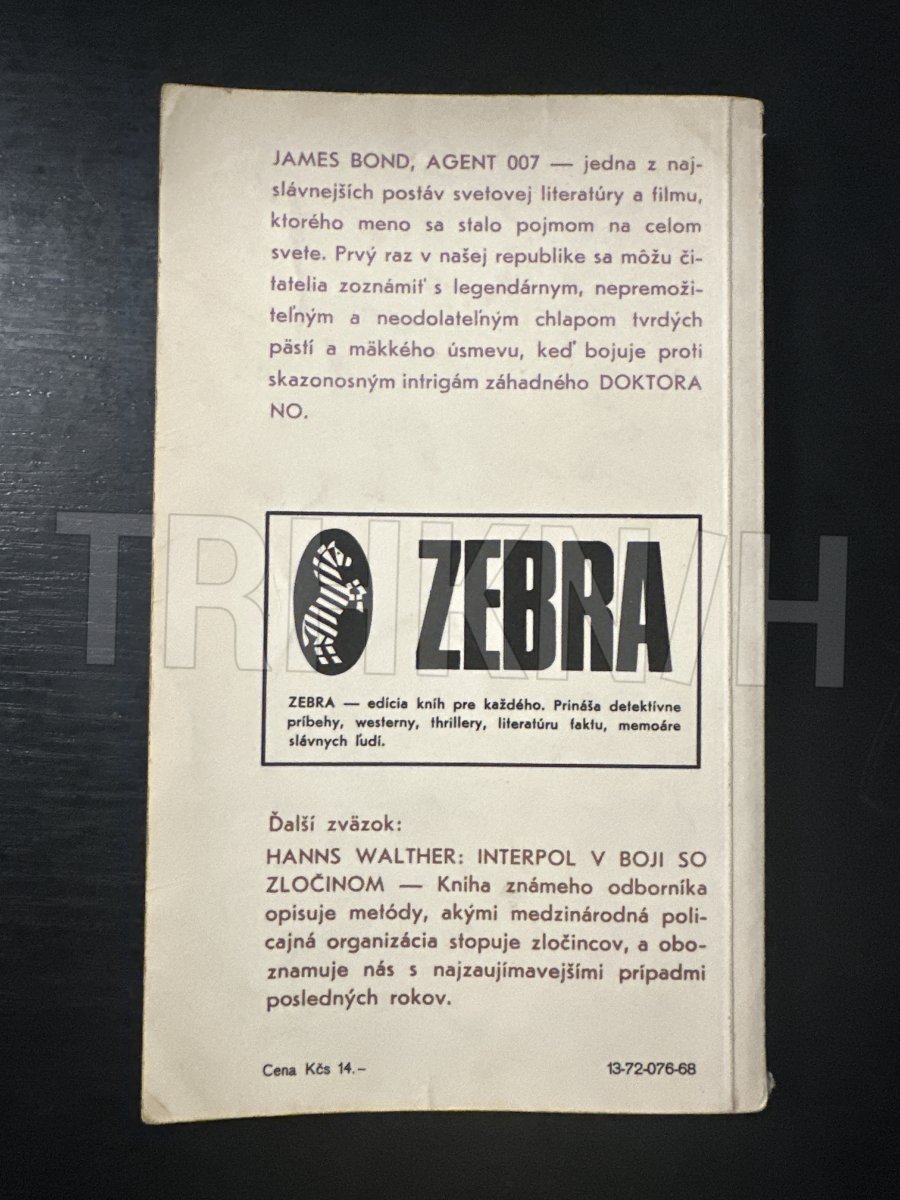 JAMES BOND, AGENT 007 — jedna z naj-
slávnejších postáv svetovej literatúry a filmu,
ktorého meno sa stalo pojmom na celom
svete. Prvý raz v našej republike sa môžu či-
tatelia zoznámiť s legendárnym, nepremoži-
teľným a neodolateľným chlapom tvrdých
pästí a mäkkého úsmevu, keď bojuje proti
skazonosným intrigám záhadného DOKTORA
NO.
ZEBRA
ZEBRA — edícia kníh pre každého. Prináša detektívne
príbehy, westerny, thrillery, literatúru faktu, memoáre
slávnych ľudí.
Ďalší zväzok:
HANNS WALTHER: INTERPOL V BOJI SO
ZLOČINOM — Kniha známeho odborníka
opisuje metódy, akými medzinárodná poli-
cajná organizácia stopuje zločincov, a obo-
znamuje nás s najzaujímavejšími prípadmi
posledných rokov.
Cena Kčs 14.– 13-72-076-68